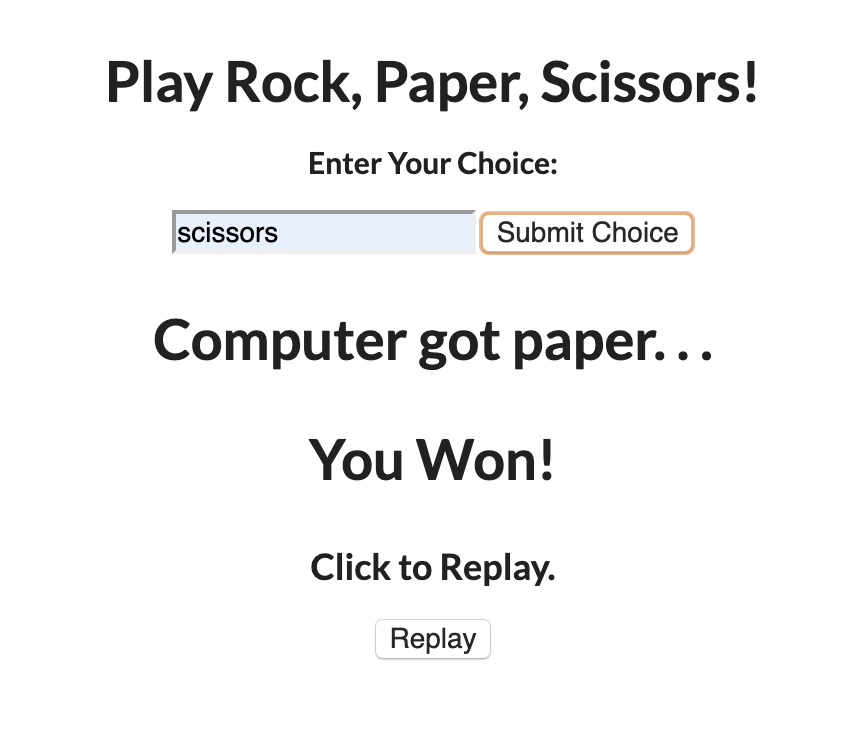 Play Rock, Paper, Scissors!
Enter Your Choice:
scissors Submit Choice
Computer got paper. . .
You Won!
Click to Replay.
Replay